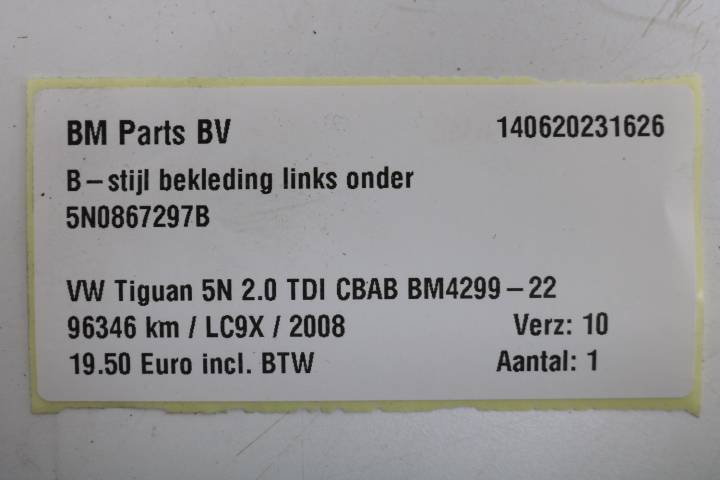 BM Parts BV 140620231626
B-stijl bekleding links onder
5N0867297B
VW Tiguan 5N 2.0 TDI CBAB BM4299-22
96346 km / LC9X / 2008 Verz: 10
19.50 Euro incl. BTW Aantal: 1